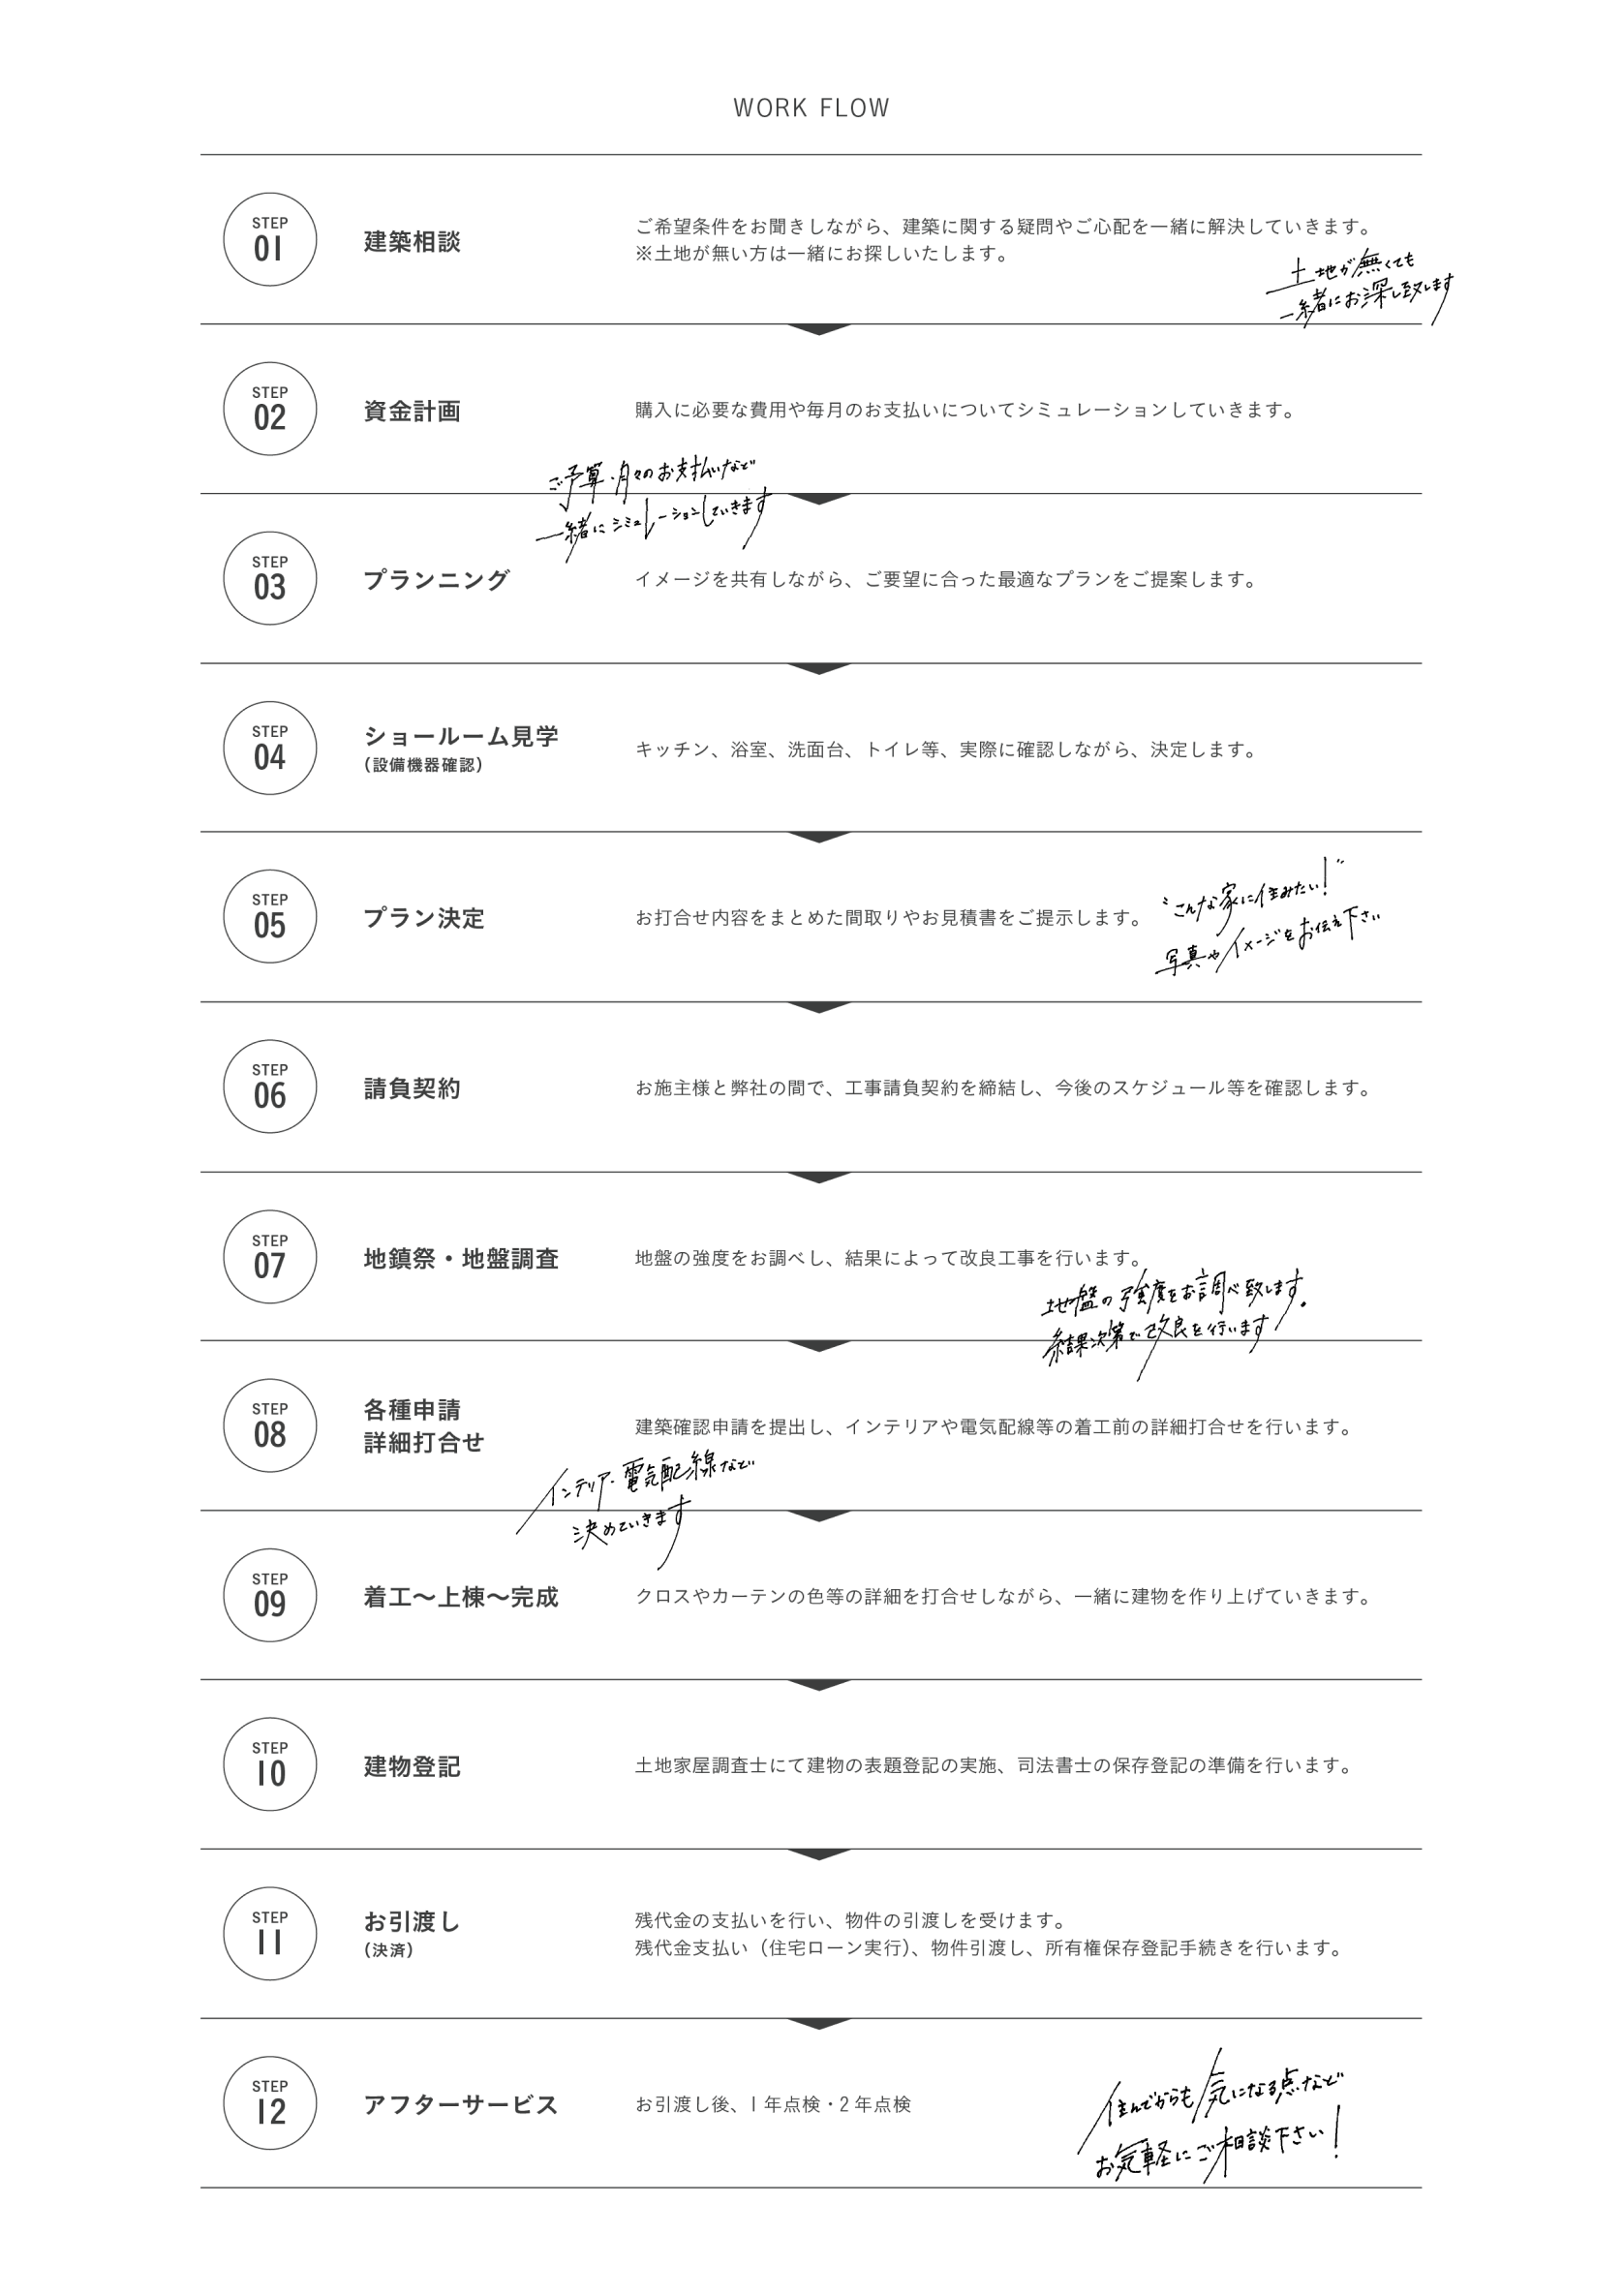 WORK FLOW
STEP
01
建築相談
ご希望条件をお聞きしながら、建築に関する疑問やご心配を一緒に解決していきます。
※土地が無い方は一緒にお探しいたします。
土地が無くても
一緒にお深し致します
STEP
02
資金計画
購入に必要な費用や毎月のお支払いについてシミュレーションしていきます。
ご予算・月々のお支払いなど
一緒にシミュレーションしていきます
STEP
03
プランニング
イメージを共有しながら、ご要望に合った最適なプランをご提案します。
STEP
04
ショールーム見学
（設備機器確認）
キッチン、浴室、洗面台、トイレ等、実際に確認しながら、決定します。
STEP
05
プラン決定
お打合せ内容をまとめた間取りやお見積書をご提示します。
"こんな家に住みたい！"
写真やイメージをお伝え下さい
STEP
06
請負契約
お施主様と弊社の間で、工事請負契約を締結し、今後のスケジュール等を確認します。
STEP
07
地鎮祭・地盤調査
地盤の強度をお調べし、結果によって改良工事を行います。
地盤の強度をお調べ致します。
結果次第で改良を行います
STEP
08
各種申請
詳細打合せ
建築確認申請を提出し、インテリアや電気配線等の着工前の詳細打合せを行います。
インテリア・電気配線など
決めていきます
STEP
09
着工〜上棟〜完成
クロスやカーテンの色等の詳細を打合せしながら、一緒に建物を作り上げていきます。
STEP
10
建物登記
土地家屋調査士にて建物の表題登記の実施、司法書士の保存登記の準備を行います。
STEP
11
お引渡し
（決済）
残代金の支払いを行い、物件の引渡しを受けます。
残代金支払い（住宅ローン実行）、物件引渡し、所有権保存登記手続きを行います。
STEP
12
アフターサービス
お引渡し後、1 年点検・2 年点検
住んでからも気になる点など
お気軽にご相談下さい！